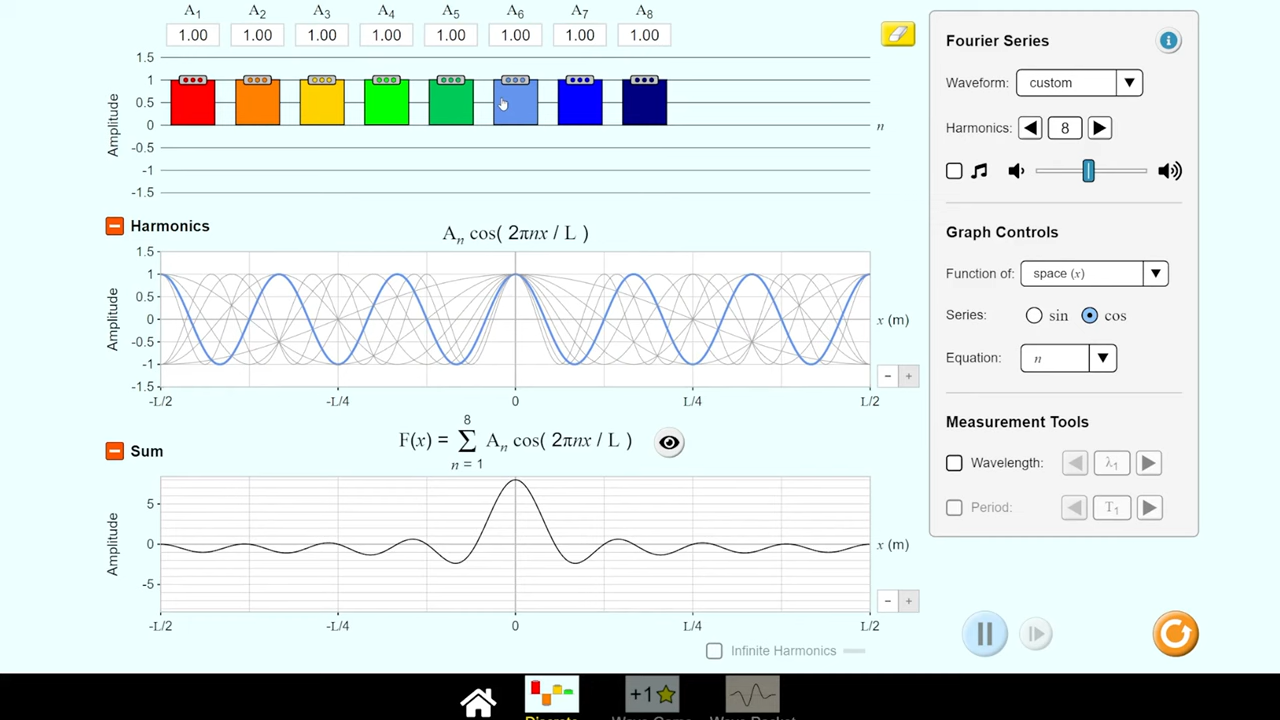 A1 A2 A3 A4 A5 A6 A7 A8
1.00 1.00 1.00 1.00 1.00 1.00 1.00 1.00
Amplitude
1.5
1
0.5
0
-0.5
-1
-1.5
n
Harmonics
An cos( 2πnx / L )
Amplitude
1.5
1
0.5
0
-0.5
-1
-1.5
x (m)
− +
-L/2 -L/4 0 L/4 L/2
Sum
F(x) = 8 ∑ n = 1 An cos( 2πnx / L )
Amplitude
5
0
-5
x (m)
− +
-L/2 -L/4 0 L/4 L/2
Infinite Harmonics
Fourier Series
Waveform: custom
Harmonics: 8
Graph Controls
Function of: space (x)
Series: sin cos
Equation: n
Measurement Tools
Wavelength: λ1
Period: T1
+1
Discrete Wave Game Wave Packet